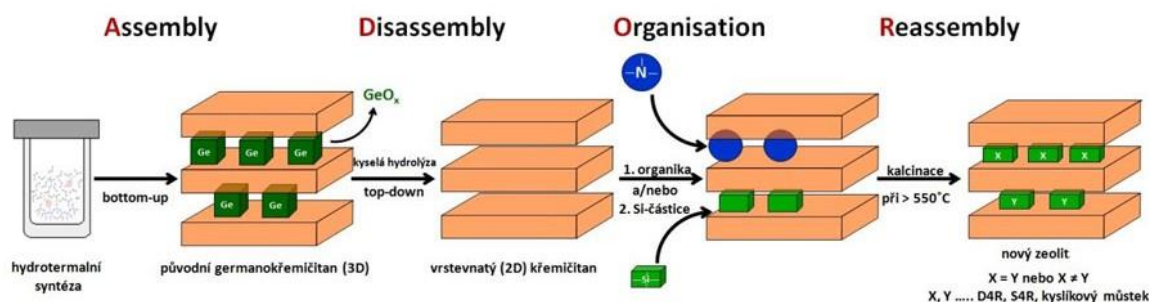 Assembly
Disassembly
Organisation
Reassembly
GeOx
N
Ge Ge Ge
Ge Ge
bottom-up
kyselá hydrolýza
top-down
1. organika
a/nebo
2. Si-částice
Si
kalcinace
při > 550˚C
X X X
Y Y
hydrotermalní
syntéza
původní germanokřemičitan (3D)
vrstevnatý (2D) křemičitan
nový zeolit
X = Y nebo X ≠ Y
X, Y ..... D4R, S4R, kyslíkový můstek